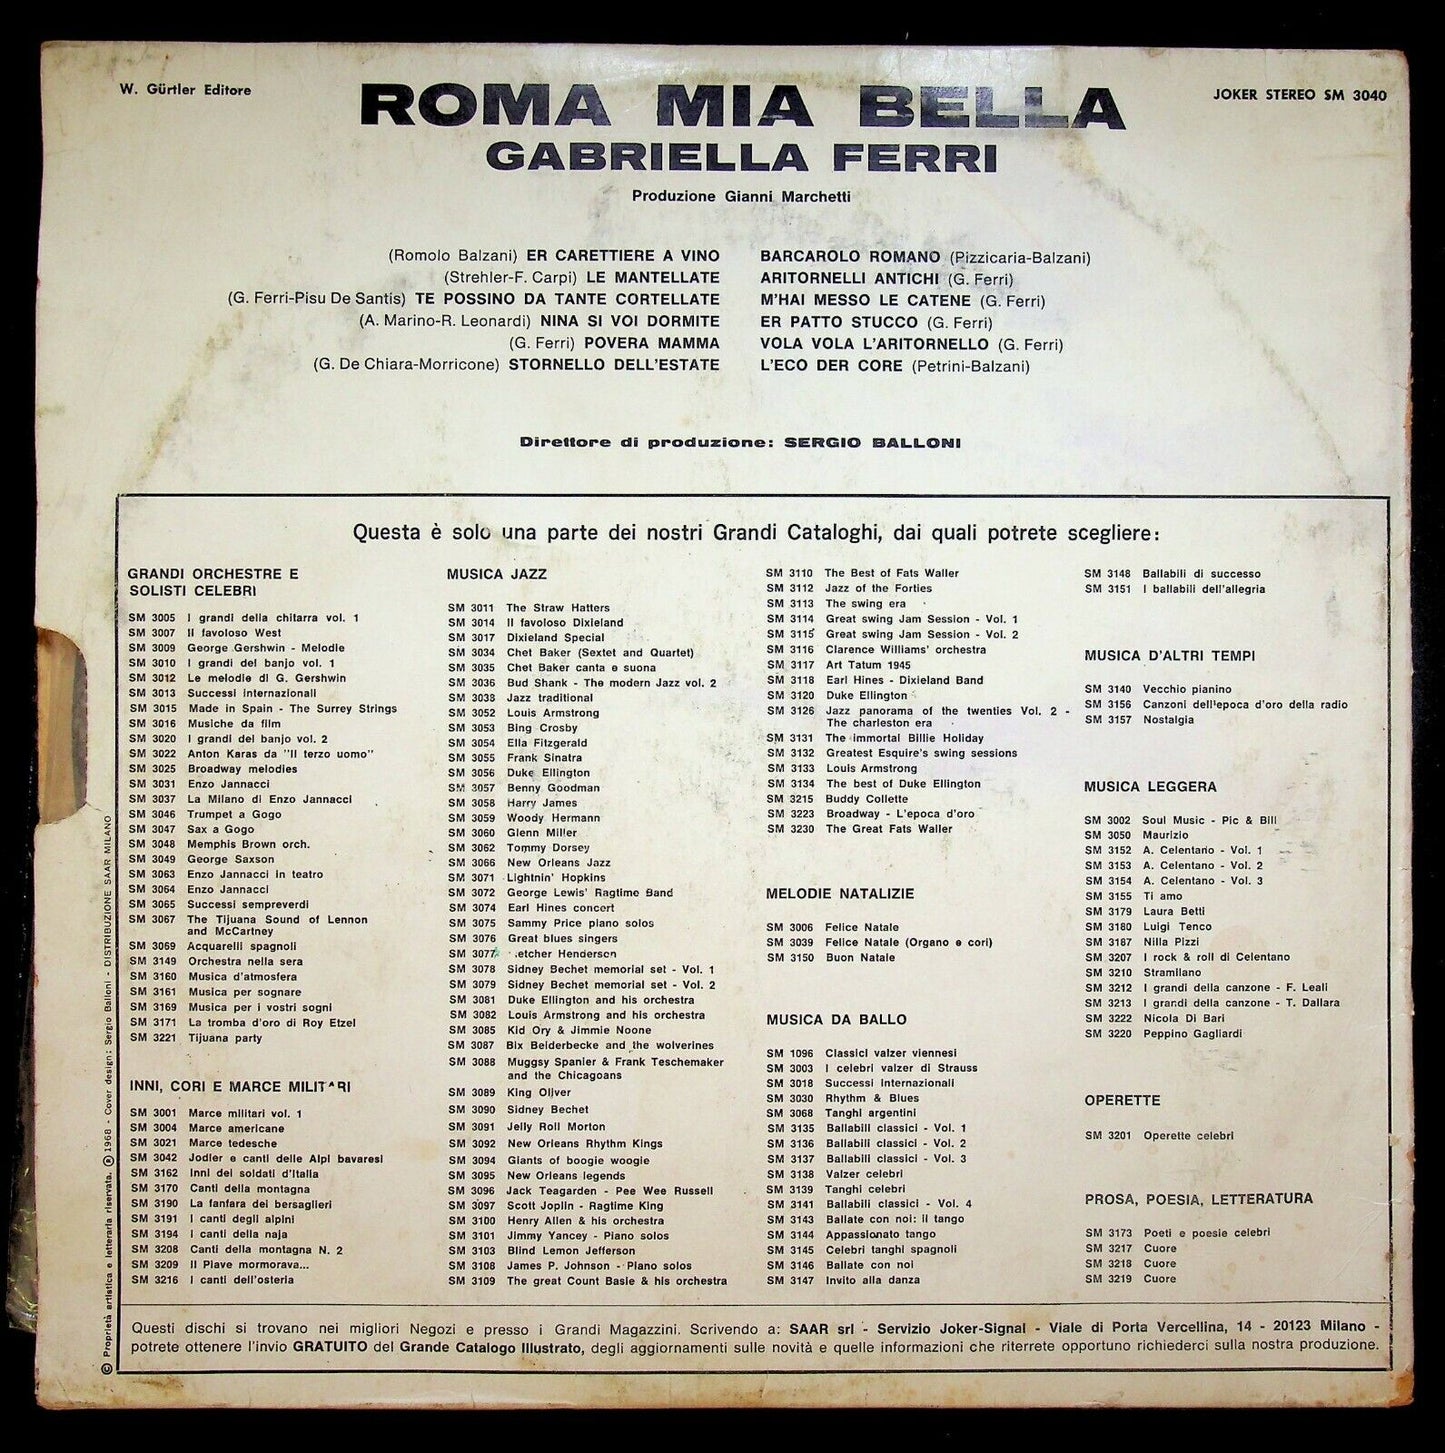 W. Gürtler Editore
ROMA MIA BELLA
JOKER STEREO SM 3040
GABRIELLA FERRI
Produzione Gianni Marchetti
(Romolo Balzani) ER CARETTIERE A VINO
(Strehler-F. Carpi) LE MANTELLATE
(G. Ferri-Pisu De Santis) TE POSSINO DA TANTE CORTELLATE
(A. Marino-R. Leonardi) NINA SI VOI DORMITE
(G. Ferri) POVERA MAMMA
(G. De Chiara-Morricone) STORNELLO DELL'ESTATE
BARCAROLO ROMANO (Pizzicaria-Balzani)
ARITORNELLI ANTICHI (G. Ferri)
M'HAI MESSO LE CATENE (G. Ferri)
ER PATTO STUCCO (G. Ferri)
VOLA VOLA L'ARITORNELLO (G. Ferri)
L'ECO DER CORE (Petrini-Balzani)
Direttore di produzione: SERGIO BALLONI
Questa è solo una parte dei nostri Grandi Cataloghi, dai quali potrete scegliere:
GRANDI ORCHESTRE E
SOLISTI CELEBRI
SM 3005 I grandi della chitarra vol. 1
SM 3007 Il favoloso West
SM 3009 George Gershwin - Melodie
SM 3010 I grandi del banjo vol. 1
SM 3012 Le melodie di G. Gershwin
SM 3013 Successi internazionali
SM 3015 Made in Spain - The Surrey Strings
SM 3016 Musiche da film
SM 3020 I grandi del banjo vol. 2
SM 3022 Anton Karas da "Il terzo uomo"
SM 3025 Broadway melodies
SM 3031 Enzo Jannacci
SM 3037 La Milano di Enzo Jannacci
SM 3046 Trumpet a Gogo
SM 3047 Sax a Gogo
SM 3048 Memphis Brown orch.
SM 3049 George Saxson
SM 3063 Enzo Jannacci in teatro
SM 3064 Enzo Jannacci
SM 3065 Successi sempreverdi
SM 3067 The Tijuana Sound of Lennon
and McCartney
SM 3069 Acquarelli spagnoli
SM 3149 Orchestra nella sera
SM 3160 Musica d'atmosfera
SM 3161 Musica per sognare
SM 3169 Musica per i vostri sogni
SM 3171 La tromba d'oro di Roy Etzel
SM 3221 Tijuana party
INNI, CORI E MARCE MILITARI
SM 3001 Marce militari vol. 1
SM 3004 Marce americane
SM 3021 Marce tedesche
SM 3042 Jodler e canti delle Alpi bavaresi
SM 3162 Inni dei soldati d'Italia
SM 3170 Canti della montagna
SM 3190 La fanfara dei bersaglieri
SM 3191 I canti degli alpini
SM 3194 I canti della naja
SM 3208 Canti della montagna N. 2
SM 3209 Il Piave mormorava...
SM 3216 I canti dell'osteria
MUSICA JAZZ
SM 3011 The Straw Hatters
SM 3014 Il favoloso Dixieland
SM 3017 Dixieland Special
SM 3034 Chet Baker (Sextet and Quartet)
SM 3035 Chet Baker canta e suona
SM 3036 Bud Shank - The modern Jazz vol. 2
SM 3038 Jazz traditional
SM 3052 Louis Armstrong
SM 3053 Bing Crosby
SM 3054 Ella Fitzgerald
SM 3055 Frank Sinatra
SM 3056 Duke Ellington
SM 3057 Benny Goodman
SM 3058 Harry James
SM 3059 Woody Hermann
SM 3060 Glenn Miller
SM 3062 Tommy Dorsey
SM 3066 New Orleans Jazz
SM 3071 Lightnin' Hopkins
SM 3072 George Lewis' Ragtime Band
SM 3074 Earl Hines concert
SM 3075 Sammy Price piano solos
SM 3076 Great blues singers
SM 3077 .etcher Henderson
SM 3078 Sidney Bechet memorial set - Vol. 1
SM 3079 Sidney Bechet memorial set - Vol. 2
SM 3081 Duke Ellington and his orchestra
SM 3082 Louis Armstrong and his orchestra
SM 3085 Kid Ory & Jimmie Noone
SM 3087 Bix Beiderbecke and the wolverines
SM 3088 Muggsy Spanier & Frank Teschemaker
and the Chicagoans
SM 3089 King Oliver
SM 3090 Sidney Bechet
SM 3091 Jelly Roll Morton
SM 3092 New Orleans Rhythm Kings
SM 3094 Giants of boogie woogie
SM 3095 New Orleans legends
SM 3096 Jack Teagarden - Pee Wee Russell
SM 3097 Scott Joplin - Ragtime King
SM 3100 Henry Allen & his orchestra
SM 3101 Jimmy Yancey - Piano solos
SM 3103 Blind Lemon Jefferson
SM 3108 James P. Johnson - Piano solos
SM 3109 The great Count Basie & his orchestra
SM 3110 The Best of Fats Waller
SM 3112 Jazz of the Forties
SM 3113 The swing era
SM 3114 Great swing Jam Session - Vol. 1
SM 3115 Great swing Jam Session - Vol. 2
SM 3116 Clarence Williams' orchestra
SM 3117 Art Tatum 1945
SM 3118 Earl Hines - Dixieland Band
SM 3120 Duke Ellington
SM 3126 Jazz panorama of the twenties Vol. 2 -
The charleston era
SM 3131 The immortal Billie Holiday
SM 3132 Greatest Esquire's swing sessions
SM 3133 Louis Armstrong
SM 3134 The best of Duke Ellington
SM 3215 Buddy Collette
SM 3223 Broadway - L'epoca d'oro
SM 3230 The Great Fats Waller
MELODIE NATALIZIE
SM 3006 Felice Natale
SM 3039 Felice Natale (Organo e cori)
SM 3150 Buon Natale
MUSICA DA BALLO
SM 1096 Classici valzer viennesi
SM 3003 I celebri valzer di Strauss
SM 3018 Successi Internazionali
SM 3030 Rhythm & Blues
SM 3068 Tanghi argentini
SM 3135 Ballabili classici - Vol. 1
SM 3136 Ballabili classici - Vol. 2
SM 3137 Ballabili classici - Vol. 3
SM 3138 Valzer celebri
SM 3139 Tanghi celebri
SM 3141 Ballabili classici - Vol. 4
SM 3143 Ballate con noi: il tango
SM 3144 Appassionato tango
SM 3145 Celebri tanghi spagnoli
SM 3146 Ballate con noi
SM 3147 Invito alla danza
SM 3148 Ballabili di successo
SM 3151 I ballabili dell'allegria
MUSICA D'ALTRI TEMPI
SM 3140 Vecchio pianino
SM 3156 Canzoni dell'epoca d'oro della radio
SM 3157 Nostalgia
MUSICA LEGGERA
SM 3002 Soul Music - Pic & Bill
SM 3050 Maurizio
SM 3152 A. Celentano - Vol. 1
SM 3153 A. Celentano - Vol. 2
SM 3154 A. Celentano - Vol. 3
SM 3155 Ti amo
SM 3179 Laura Betti
SM 3180 Luigi Tenco
SM 3187 Nilla Pizzi
SM 3207 I rock & roll di Celentano
SM 3210 Stramilano
SM 3212 I grandi della canzone - F. Leali
SM 3213 I grandi della canzone - T. Dallara
SM 3222 Nicola Di Bari
SM 3220 Peppino Gagliardi
OPERETTE
SM 3201 Operette celebri
PROSA, POESIA, LETTERATURA
SM 3173 Poeti e poesie celebri
SM 3217 Cuore
SM 3218 Cuore
SM 3219 Cuore
Questi dischi si trovano nei migliori Negozi e presso i Grandi Magazzini. Scrivendo a: SAAR srl - Servizio Joker-Signal - Viale di Porta Vercellina, 14 - 20123 Milano -
potrete ottenere l'invio GRATUITO del Grande Catalogo Illustrato, degli aggiornamenti sulle novità e quelle informazioni che riterrete opportuno richiederci sulla nostra produzione.
© Proprietà artistica e letteraria riservata. ℗ 1968 - Cover design: Sergio Balloni - DISTRIBUZIONE SAAR MILANO